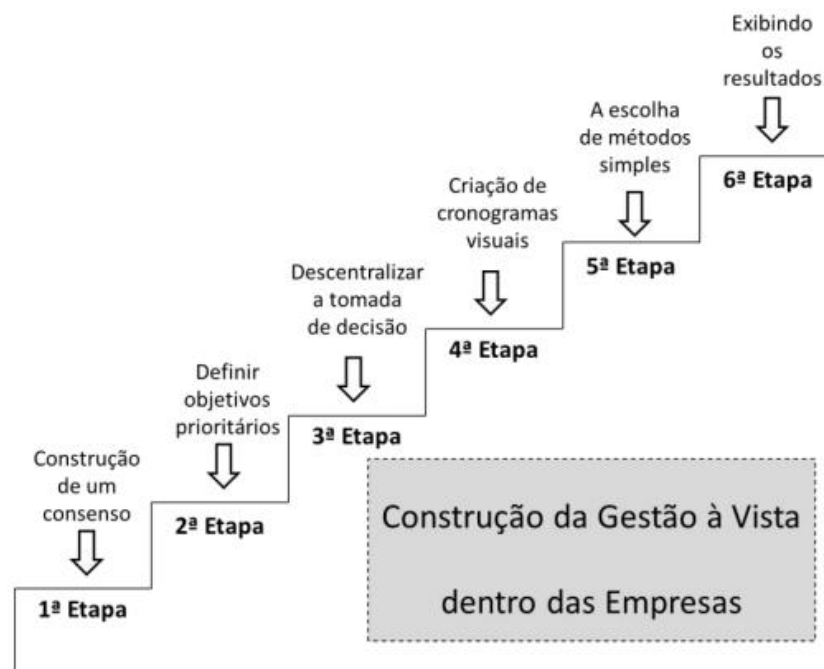 Construção
de um
consenso
1ª Etapa
Definir
objetivos
prioritários
2ª Etapa
Descentralizar
a tomada
de decisão
3ª Etapa
Criação de
cronogramas
visuais
4ª Etapa
A escolha
de métodos
simples
5ª Etapa
Exibindo
os
resultados
6ª Etapa
Construção da Gestão à Vista
dentro das Empresas